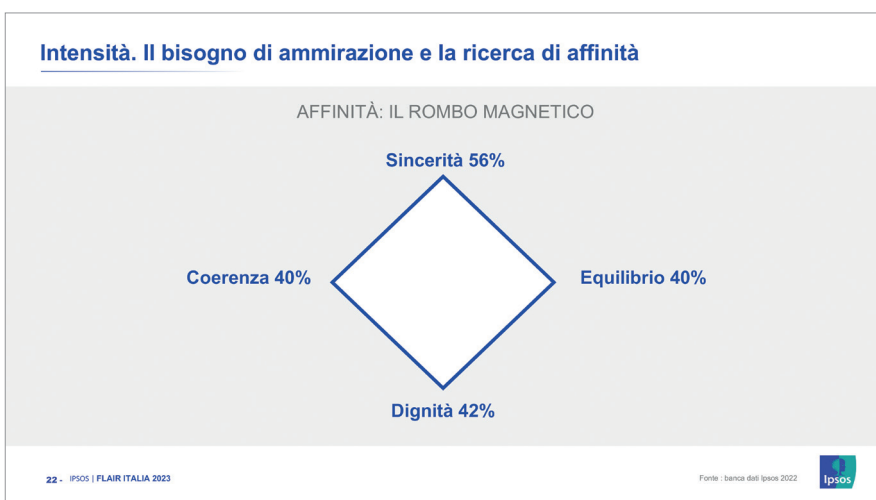 Intensità. Il bisogno di ammirazione e la ricerca di affinità
AFFINITÀ: IL ROMBO MAGNETICO
Sincerità 56%
Coerenza 40%
Equilibrio 40%
Dignità 42%
22 - IPSOS | FLAIR ITALIA 2023
Fonte : banca dati Ipsos 2022
Ipsos